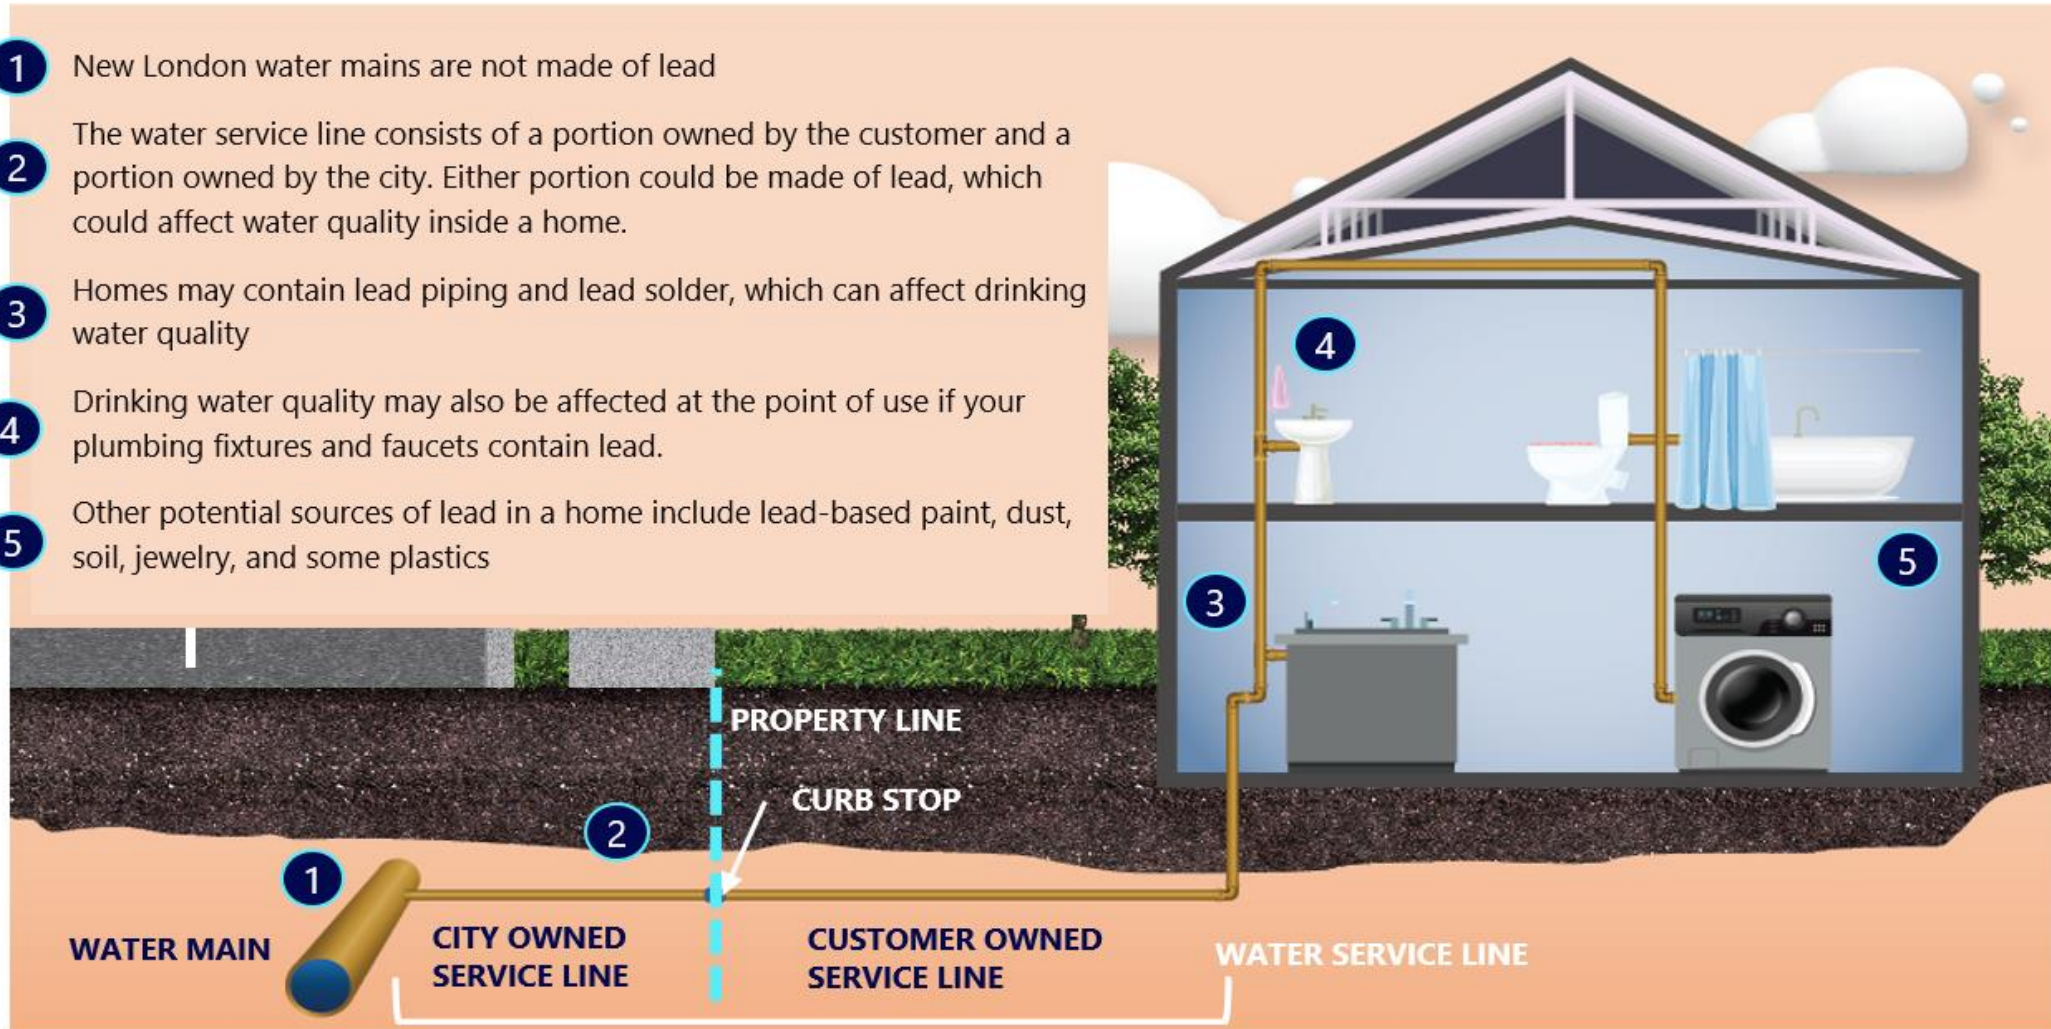 1 New London water mains are not made of lead
The water service line consists of a portion owned by the customer and a
2 portion owned by the city. Either portion could be made of lead, which
could affect water quality inside a home.
3 Homes may contain lead piping and lead solder, which can affect drinking
water quality
4 Drinking water quality may also be affected at the point of use if your
plumbing fixtures and faucets contain lead.
5 Other potential sources of lead in a home include lead-based paint, dust,
soil, jewelry, and some plastics
4
5
3
PROPERTY LINE
CURB STOP
2
1
WATER MAIN
CITY OWNED
SERVICE LINE
CUSTOMER OWNED
SERVICE LINE
WATER SERVICE LINE